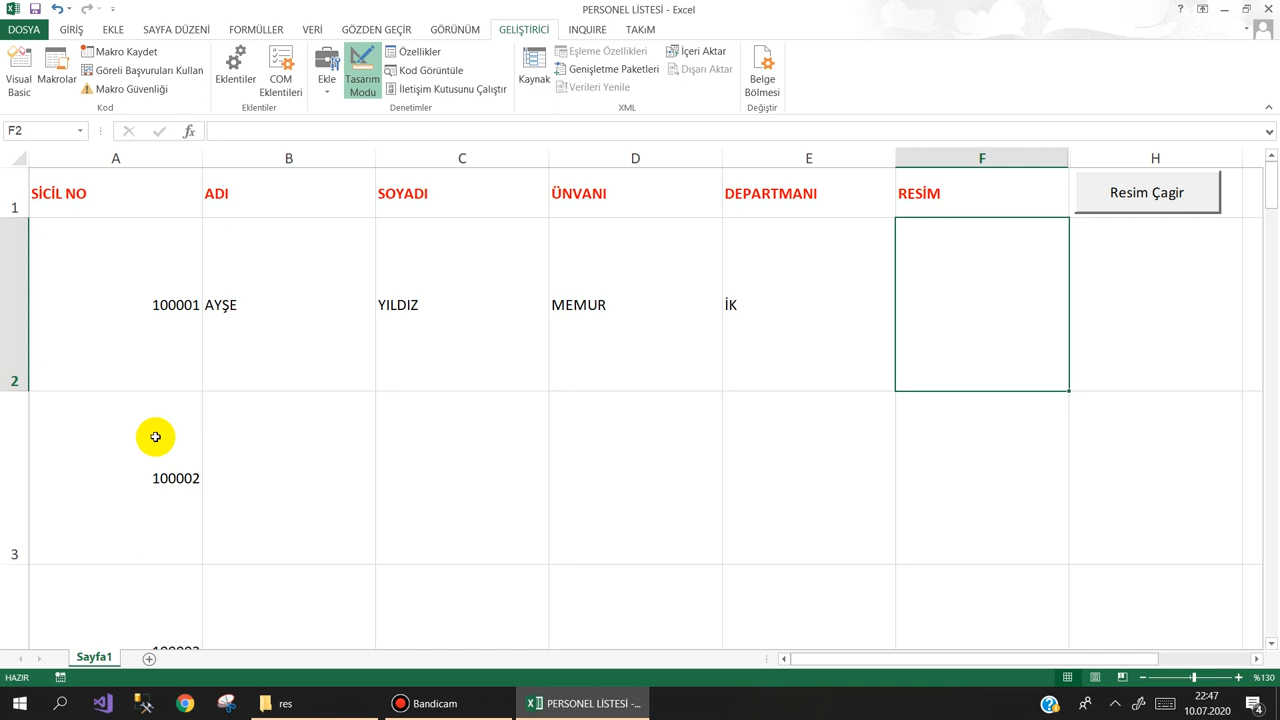 PERSONEL LİSTESİ - Excel
DOSYA GİRİŞ EKLE SAYFA DÜZENİ FORMÜLLER VERİ GÖZDEN GEÇİR GÖRÜNÜM GELİŞTİRİCİ INQUIRE TAKıM
Visual Basic
Makrolar
Makro Kaydet
Göreli Başvuruları Kullan
Makro Güvenliği
Kod
Eklentiler
COM Eklentileri
Eklentiler
Ekle
Tasarım Modu
Özellikler
Kod Görüntüle
İletişim Kutusunu Çalıştır
Denetimler
Kaynak
Eşleme Özellikleri
Genişletme Paketleri
Verileri Yenile
İçeri Aktar
Dışarı Aktar
XML
Belge Bölmesi
Değiştir
F2
fx
A B C D E F H
1 SİCİL NO ADI SOYADI ÜNVANI DEPARTMANI RESİM Resim Çagir
2 100001 AYŞE YILDIZ MEMUR İK
3 100002
Sayfa1
HAZIR
%130
res
Bandicam
PERSONEL LİSTESİ -...
22:47
10.07.2020
4